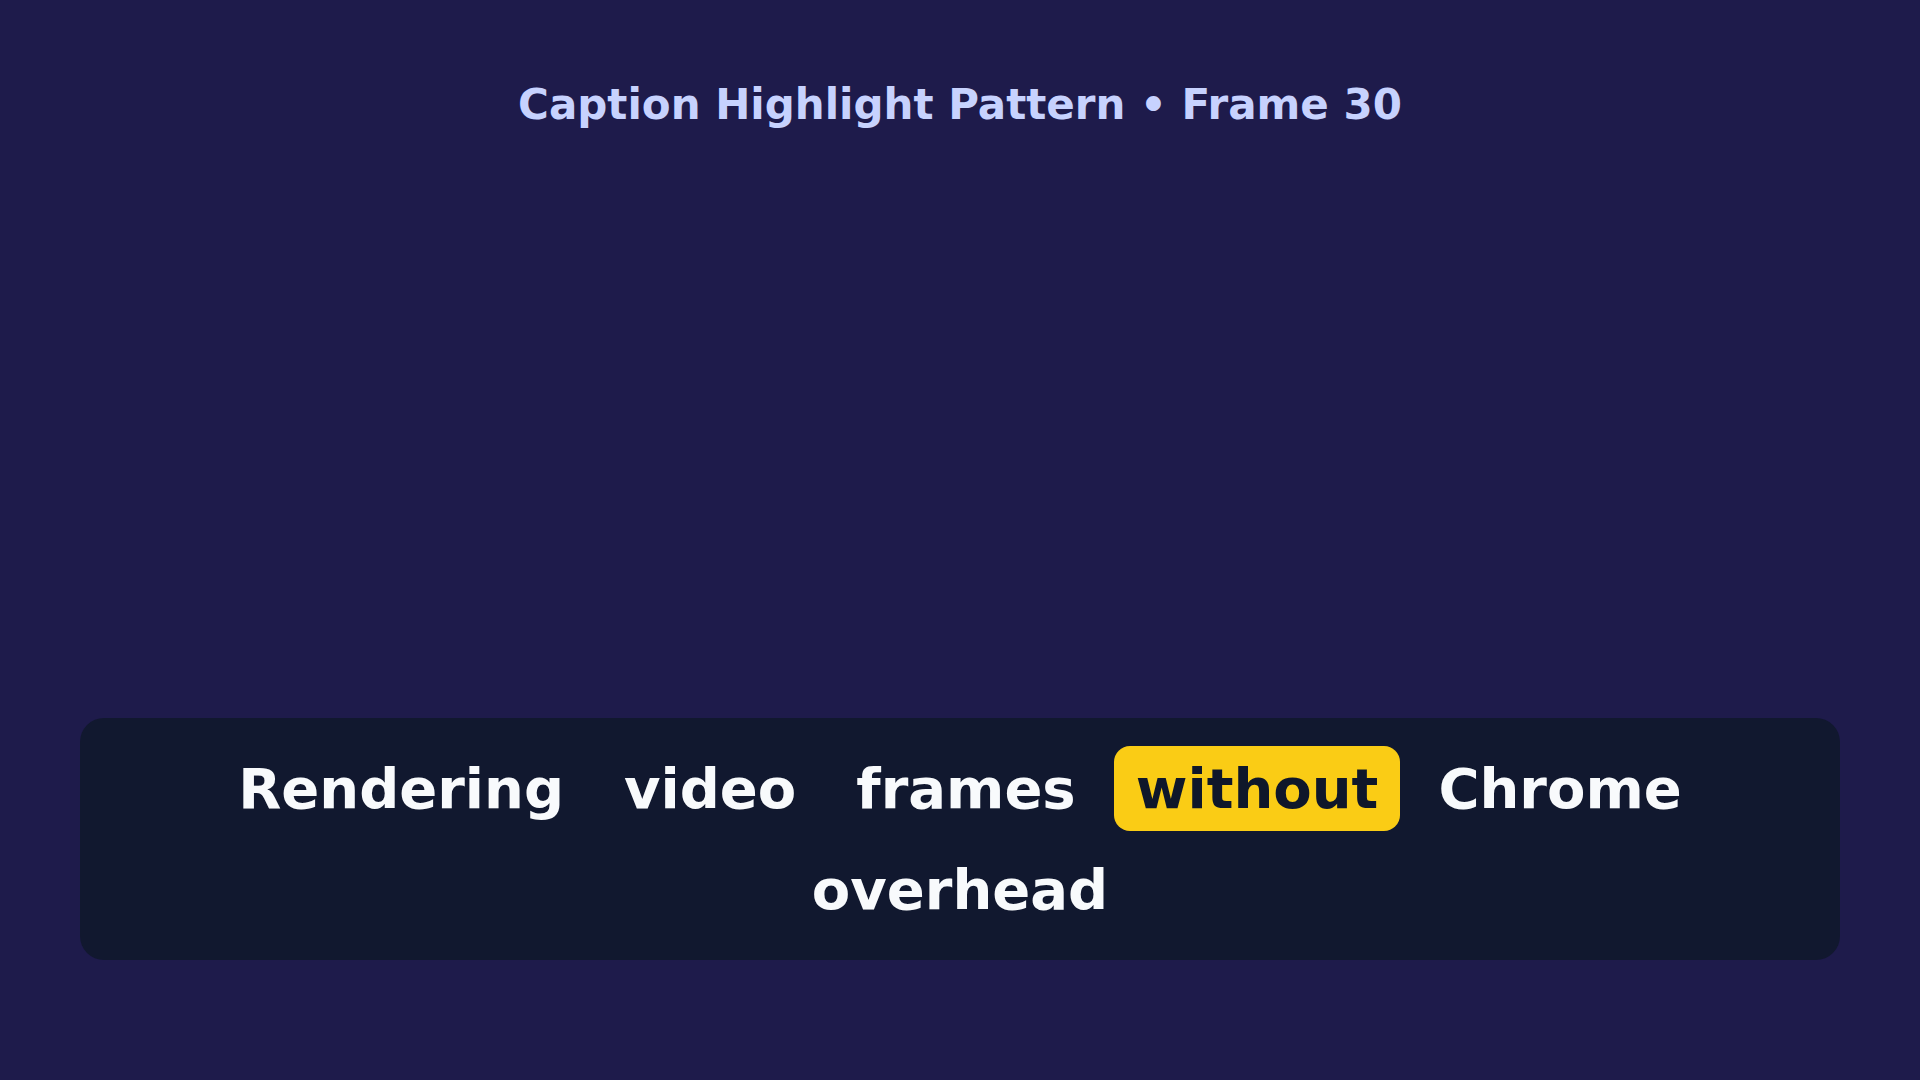 Caption Highlight Pattern • Frame 30
Rendering video frames without Chrome
overhead